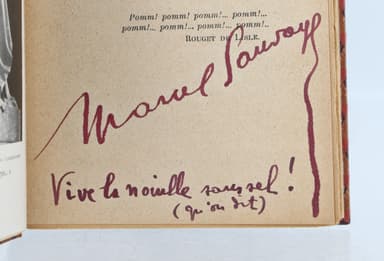 Pomm! pomm! pomm!... pomm!...
pomm!... pomm!... pomm!... pomm!..
ROUGET DE LISLE.
Marcel Sauvage
Vive la nouille sans sel !
(qu'on dit)